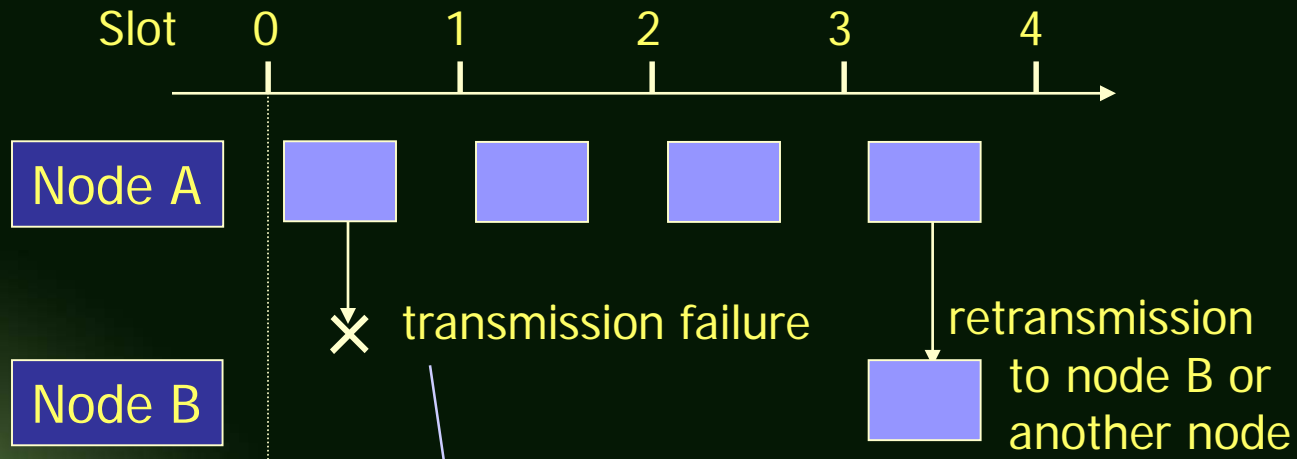 Slot 0 1 2 3 4
Node A
transmission failure
retransmission
to node B or
another node
Node B